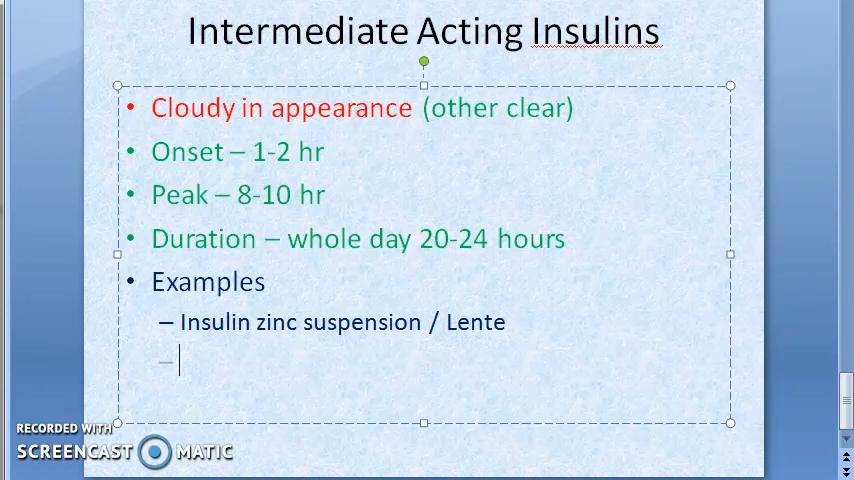 Intermediate Acting Insulins
• Cloudy in appearance (other clear)
• Onset – 1-2 hr
• Peak – 8-10 hr
• Duration – whole day 20-24 hours
• Examples
– Insulin zinc suspension / Lente
–
RECORDED WITH
SCREENCAST MATIC